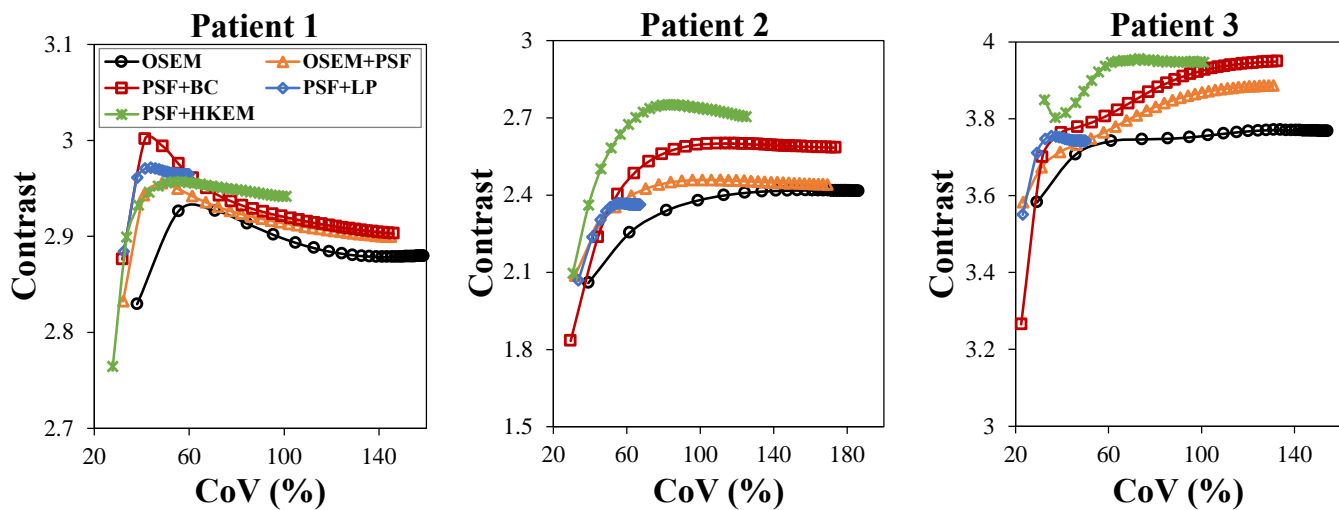 Patient 1
Contrast
3.1
3
2.9
2.8
2.7
OSEM
OSEM+PSF
PSF+BC
PSF+LP
PSF+HKEM
20
60
100
140
CoV (%)
Patient 2
Contrast
3
2.7
2.4
2.1
1.8
1.5
20
60
100
140
180
CoV (%)
Patient 3
Contrast
4
3.8
3.6
3.4
3.2
3
20
60
100
140
CoV (%)